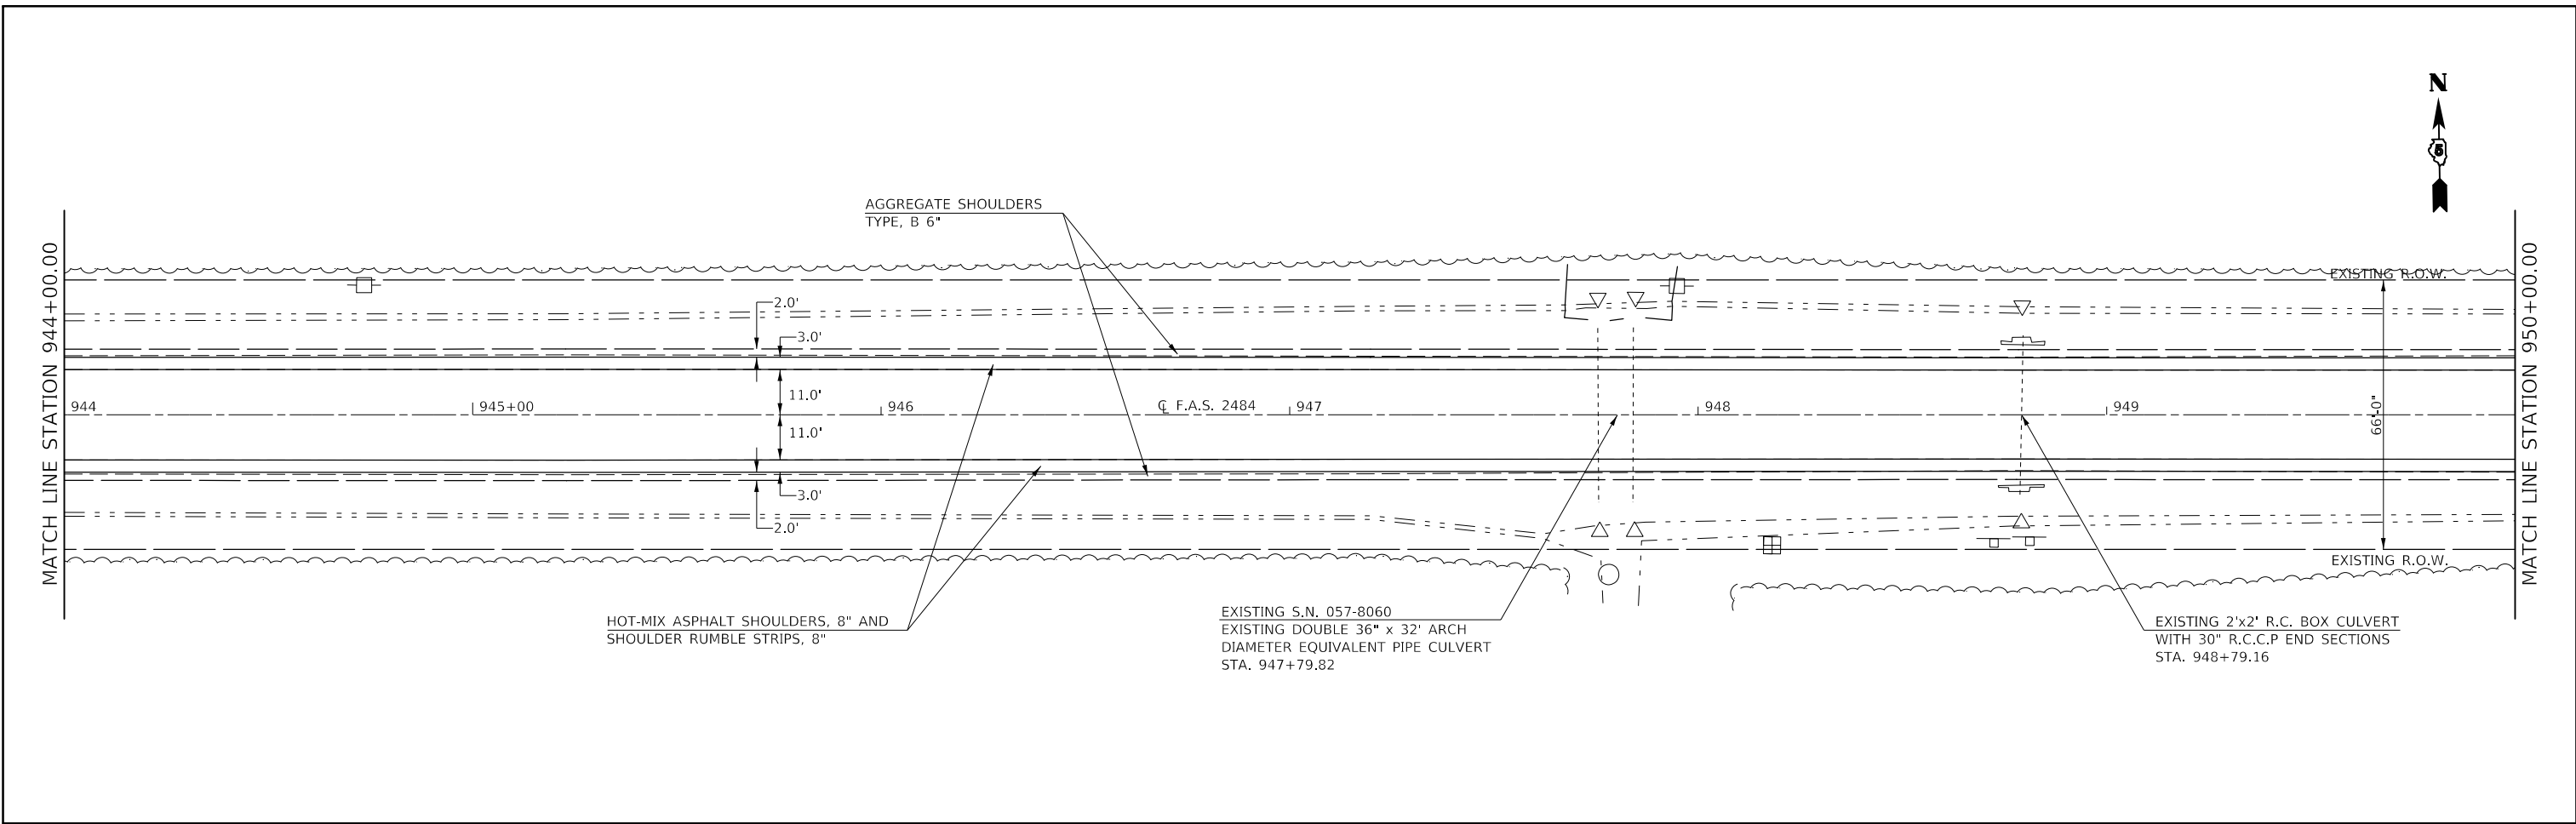 N
5
AGGREGATE SHOULDERS
TYPE, B 6"
MATCH LINE STATION 944+00.00
MATCH LINE STATION 950+00.00
EXISTING R.O.W.
2.0'
3.0'
11.0'
944
945+00
946
℄ F.A.S. 2484
947
948
949
66'-0"
11.0'
3.0'
2.0'
EXISTING R.O.W.
HOT-MIX ASPHALT SHOULDERS, 8" AND
SHOULDER RUMBLE STRIPS, 8"
EXISTING S.N. 057-8060
EXISTING DOUBLE 36" x 32' ARCH
DIAMETER EQUIVALENT PIPE CULVERT
STA. 947+79.82
EXISTING 2'x2' R.C. BOX CULVERT
WITH 30" R.C.C.P END SECTIONS
STA. 948+79.16